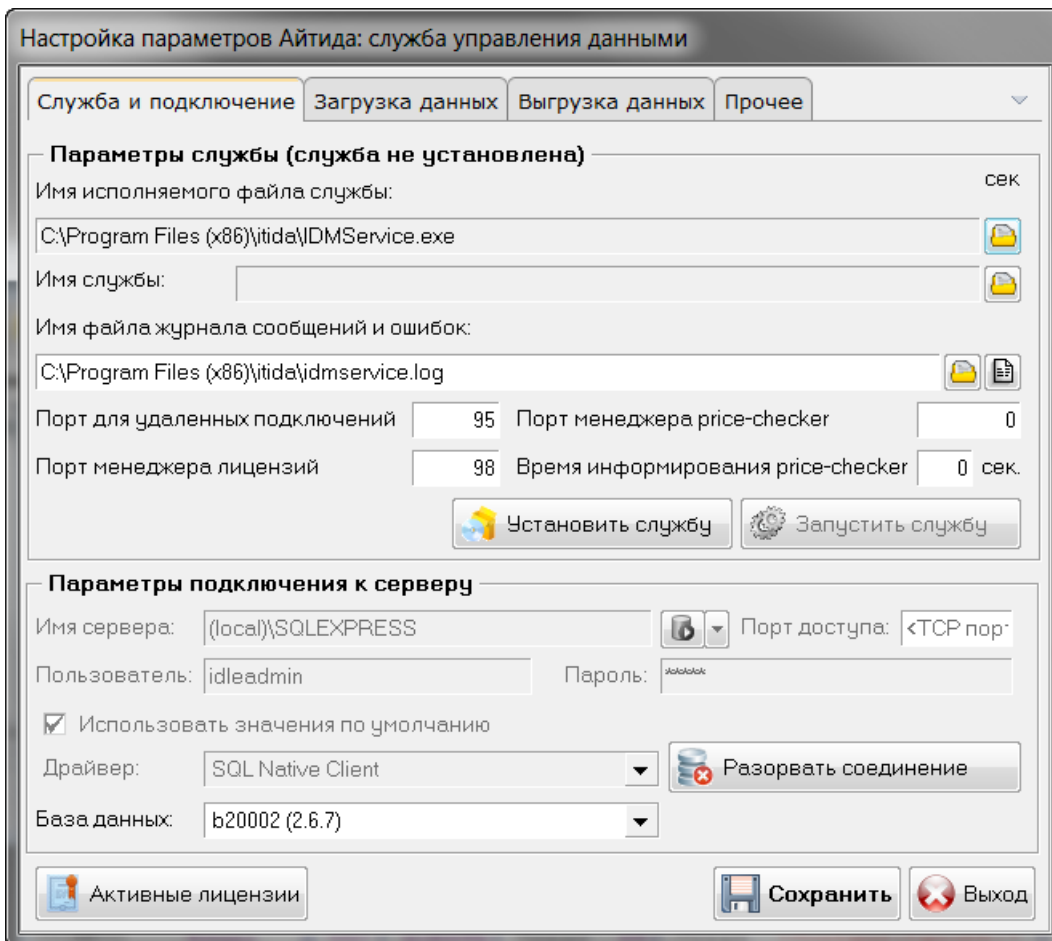 Настройка параметров Айтида: служба управления данными
Служба и подключение Загрузка данных Выгрузка данных Прочее
Параметры службы (служба не установлена)
сек
Имя исполняемого файла службы:
C:\Program Files (x86)\itida\IDMService.exe
Имя службы:
Имя файла журнала сообщений и ошибок:
C:\Program Files (x86)\itida\idmservice.log
Порт для удаленных подключений 95 Порт менеджера price-checker 0
Порт менеджера лицензий 98 Время информирования price-checker 0 сек.
Установить службу Запустить службу
Параметры подключения к серверу
Имя сервера: (local)\SQLEXPRESS Порт доступа: <TCP порт
Пользователь: idleadmin Пароль: ******
Использовать значения по умолчанию
Драйвер: SQL Native Client Разорвать соединение
База данных: b20002 (2.6.7)
Активные лицензии Сохранить Выход